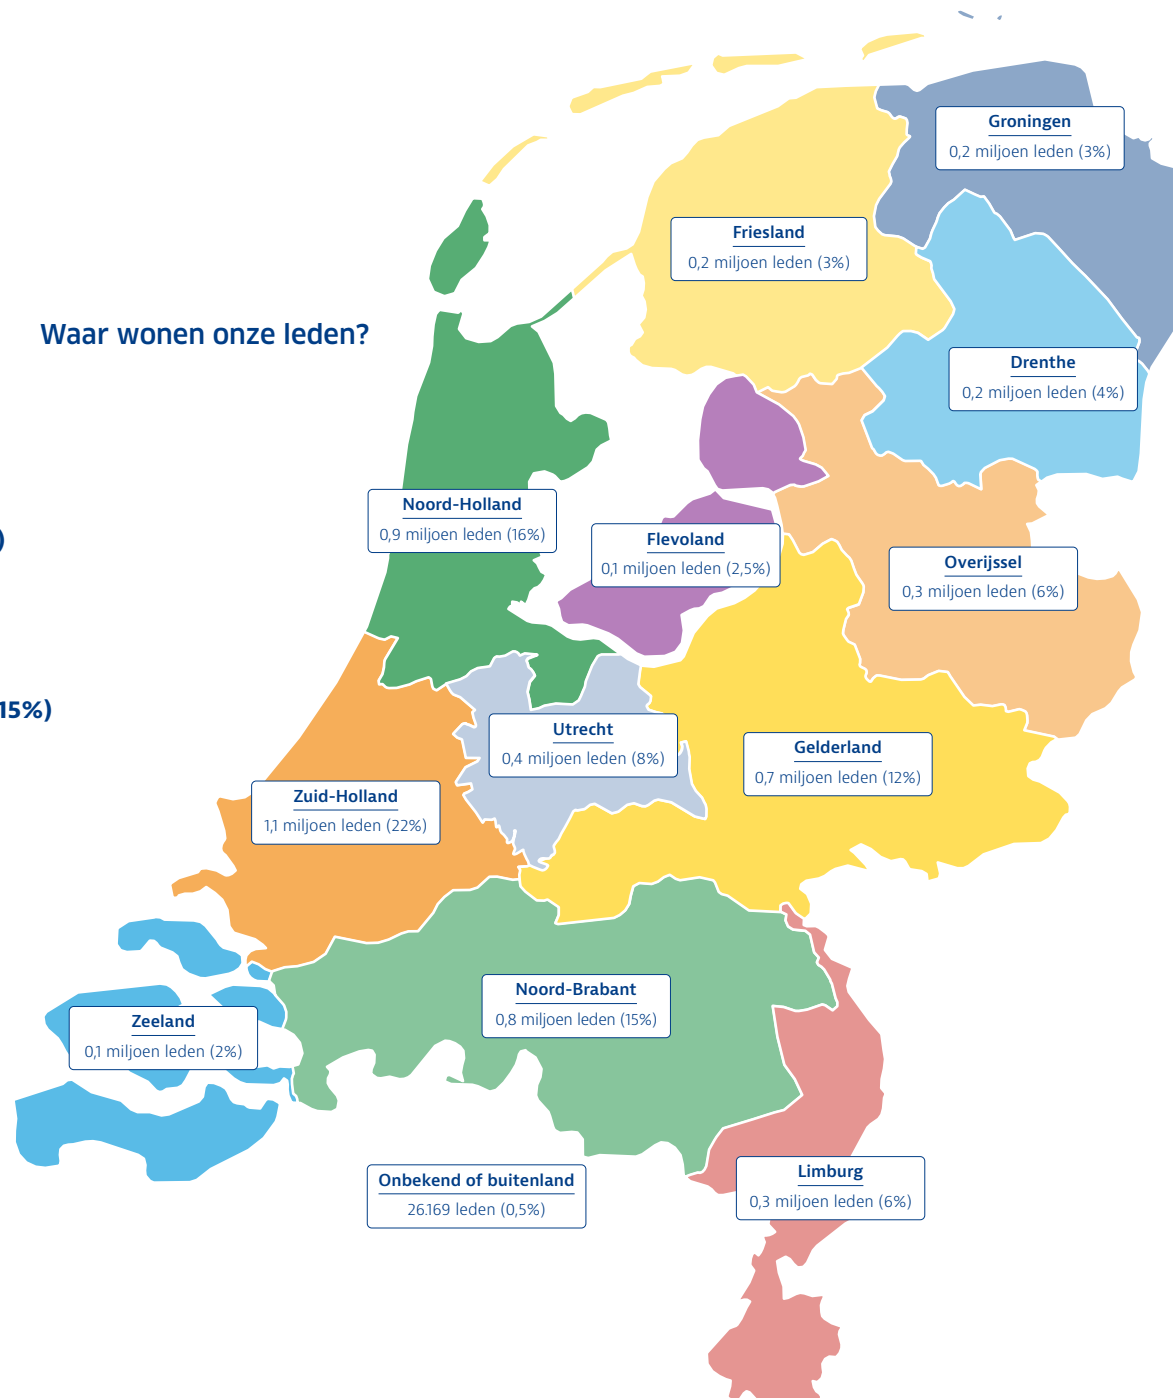 Groningen
0,2 miljoen leden (3%)
Friesland
0,2 miljoen leden (3%)
Waar wonen onze leden?
Drenthe
0,2 miljoen leden (4%)
Noord-Holland
0,9 miljoen leden (16%)
Flevoland
0,1 miljoen leden (2,5%)
)
Overijssel
0,3 miljoen leden (6%)
15%)
Utrecht
0,4 miljoen leden (8%)
Gelderland
0,7 miljoen leden (12%)
Zuid-Holland
1,1 miljoen leden (22%)
Noord-Brabant
0,8 miljoen leden (15%)
Zeeland
0,1 miljoen leden (2%)
Onbekend of buitenland
26.169 leden (0,5%)
Limburg
0,3 miljoen leden (6%)